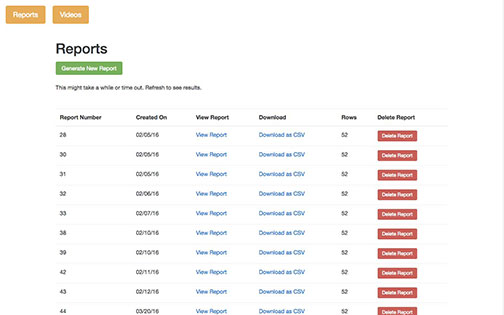 Reports Videos
Reports
Generate New Report
This might take a while or time out. Refresh to see results.
Report Number Created On View Report Download Rows Delete Report
28 02/05/16 View Report Download as CSV 52 Delete Report
30 02/05/16 View Report Download as CSV 52 Delete Report
31 02/05/16 View Report Download as CSV 52 Delete Report
32 02/06/16 View Report Download as CSV 52 Delete Report
33 02/07/16 View Report Download as CSV 52 Delete Report
38 02/10/16 View Report Download as CSV 52 Delete Report
39 02/10/16 View Report Download as CSV 52 Delete Report
42 02/11/16 View Report Download as CSV 52 Delete Report
43 02/12/16 View Report Download as CSV 52 Delete Report
44 03/20/16 View Report Download as CSV 52 Delete Report